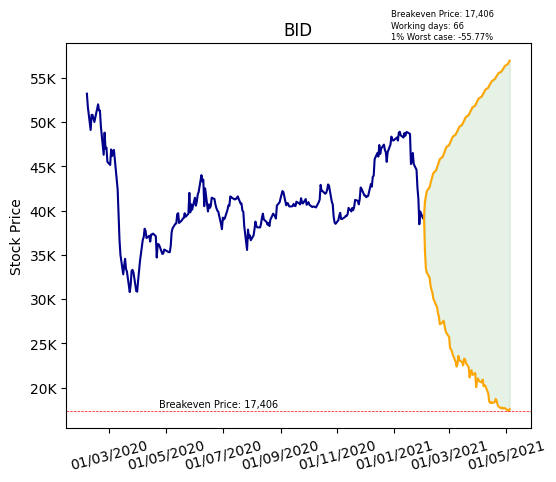 Breakeven Price: 17,406
Working days: 66
1% Worst case: -55.77%
BID
Stock Price
55K
50K
45K
40K
35K
30K
25K
20K
Breakeven Price: 17,406
01/03/2020
01/05/2020
01/07/2020
01/09/2020
01/11/2020
01/01/2021
01/03/2021
01/05/2021